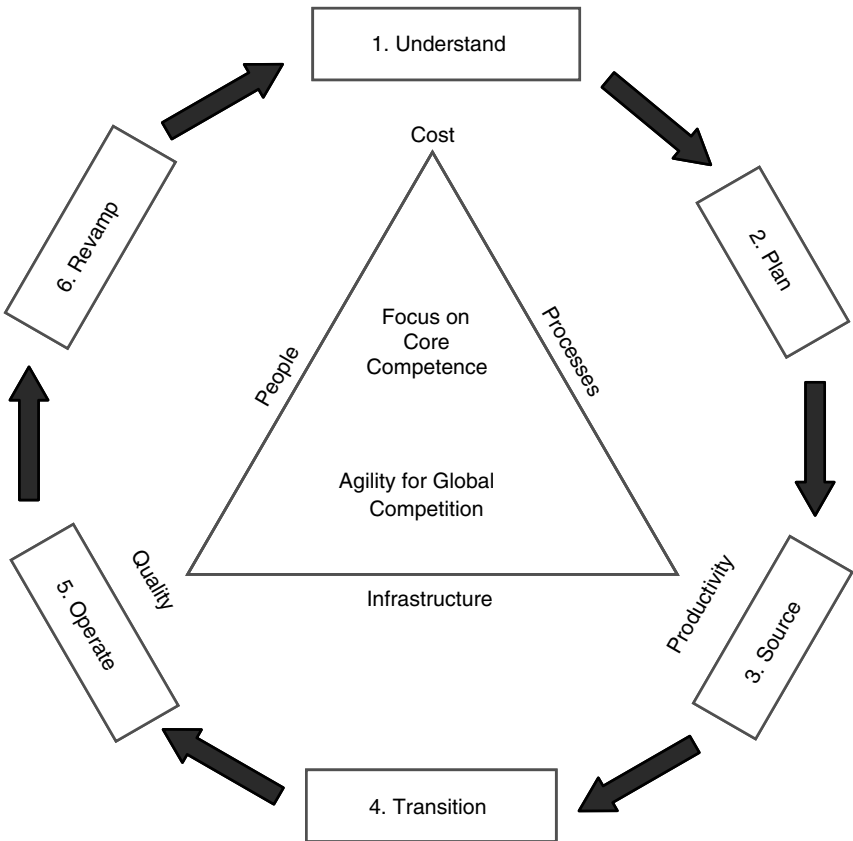 1. Understand
Cost
2. Plan
6. Revamp
Focus on
Core
Competence
People
Processes
Agility for Global
Competition
Quality
Infrastructure
Productivity
5. Operate
3. Source
4. Transition